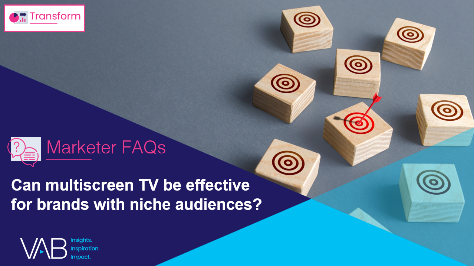 Transform
Marketer FAQs
Can multiscreen TV be effective
for brands with niche audiences?
VAB
Insights.
Inspiration.
Impact.